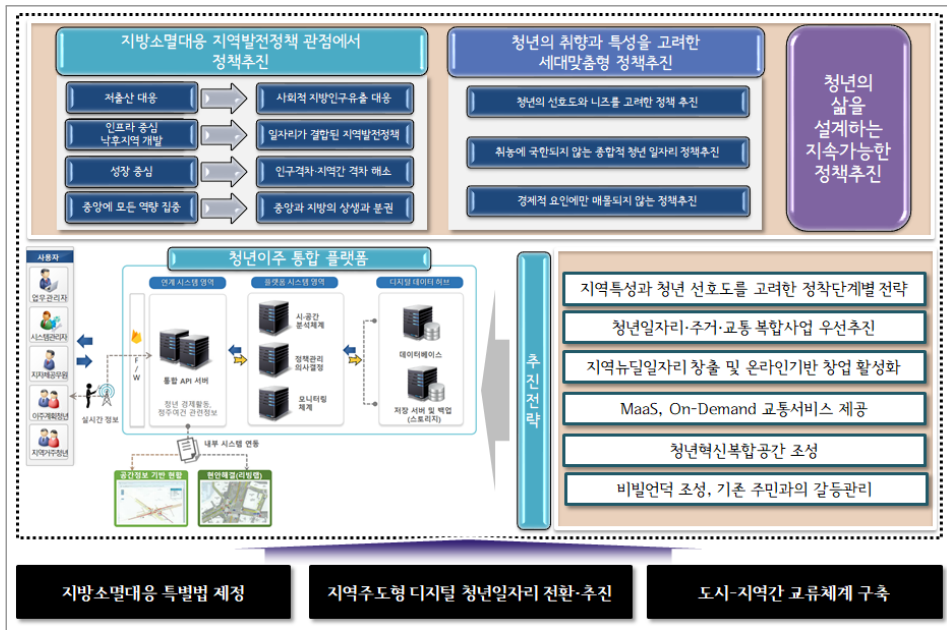 지방소멸대응 지역발전정책 관점에서
정책추진
저출산 대응
사회적 지방인구유출 대응
인프라 중심
낙후지역 개발
일자리가 결합된 지역발전정책
성장 중심
인구격차·지역간 격차 해소
중앙에 모든 역량 집중
중앙과 지방의 상생과 분권
청년의 취향과 특성을 고려한
세대맞춤형 정책추진
청년의 선호도와 니즈를 고려한 정책 추진
취농에 국한되지 않는 종합적 청년 일자리 정책추진
경제적 요인에만 매몰되지 않는 정책추진
청년의
삶을
설계하는
지속가능한
정책추진
사용자
업무관리자
시스템관리자
지자체공무원
이주계획청년
지역거주청년
청년이주 통합 플랫폼
연계 시스템 영역
플랫폼 시스템 영역
디지털 데이터 허브
F/W
통합 API 서버
청년 경제활동,
정주여건 관련정보
시·공간
분석체계
정책관리
의사결정
모니터링
체계
데이터베이스
저장 서버 및 백업
(스토리지)
실시간 정보
내부 시스템 연동
공간정보 기반 현황
현안해결(리빙랩)
추진전략
지역특성과 청년 선호도를 고려한 정착단계별 전략
청년일자리·주거·교통 복합사업 우선추진
지역뉴딜일자리 창출 및 온라인기반 창업 활성화
MaaS, On-Demand 교통서비스 제공
청년혁신복합공간 조성
비빌언덕 조성, 기존 주민과의 갈등관리
지방소멸대응 특별법 제정
지역주도형 디지털 청년일자리 전환·추진
도시-지역간 교류체계 구축